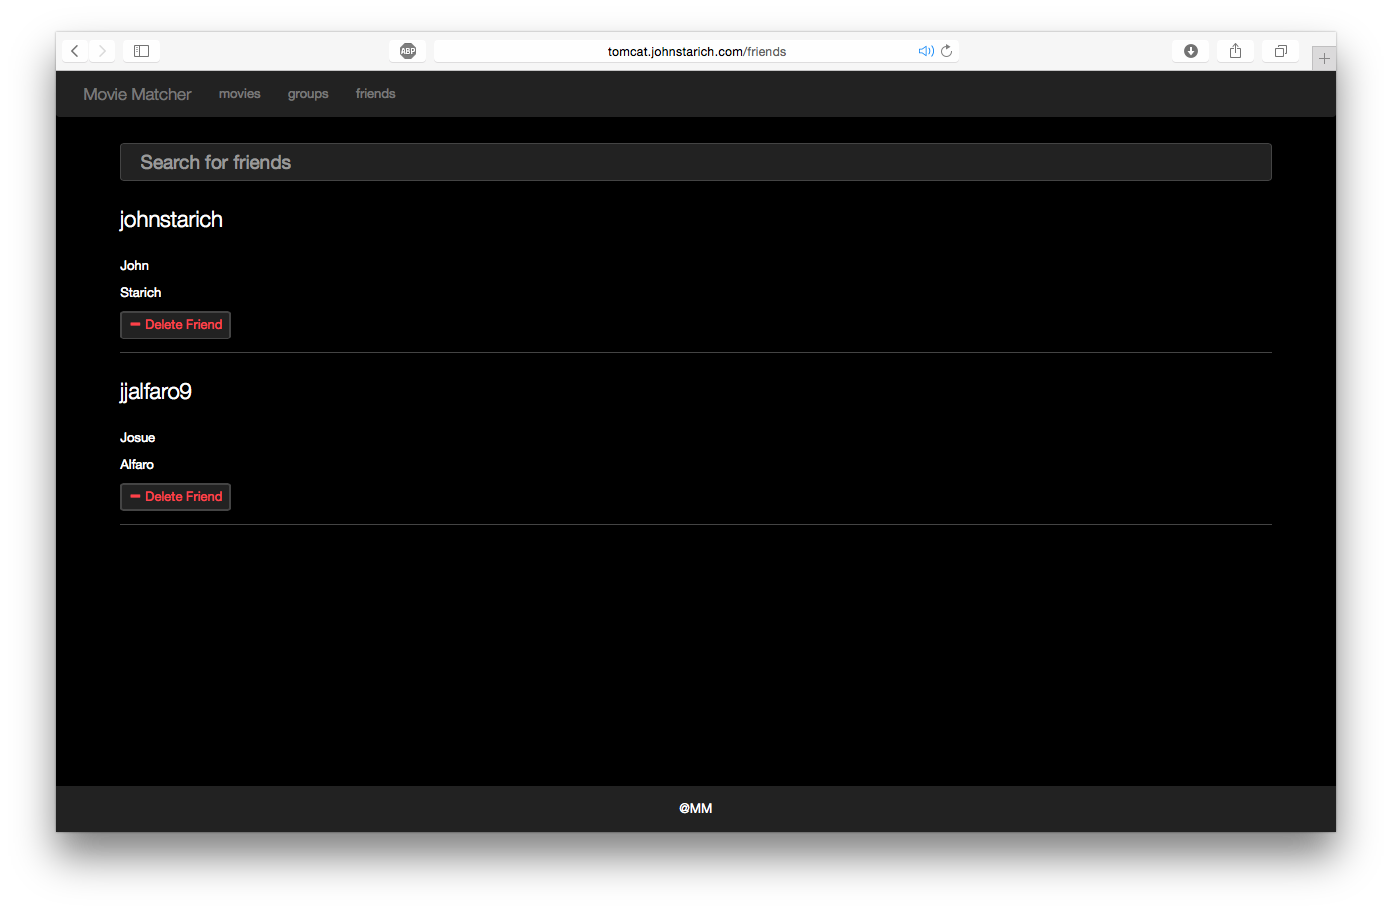 ABP
tomcat.johnstarich.com/friends
Movie Matcher movies groups friends
Search for friends
johnstarich
John
Starich
Delete Friend
jjalfaro9
Josue
Alfaro
Delete Friend
@MM